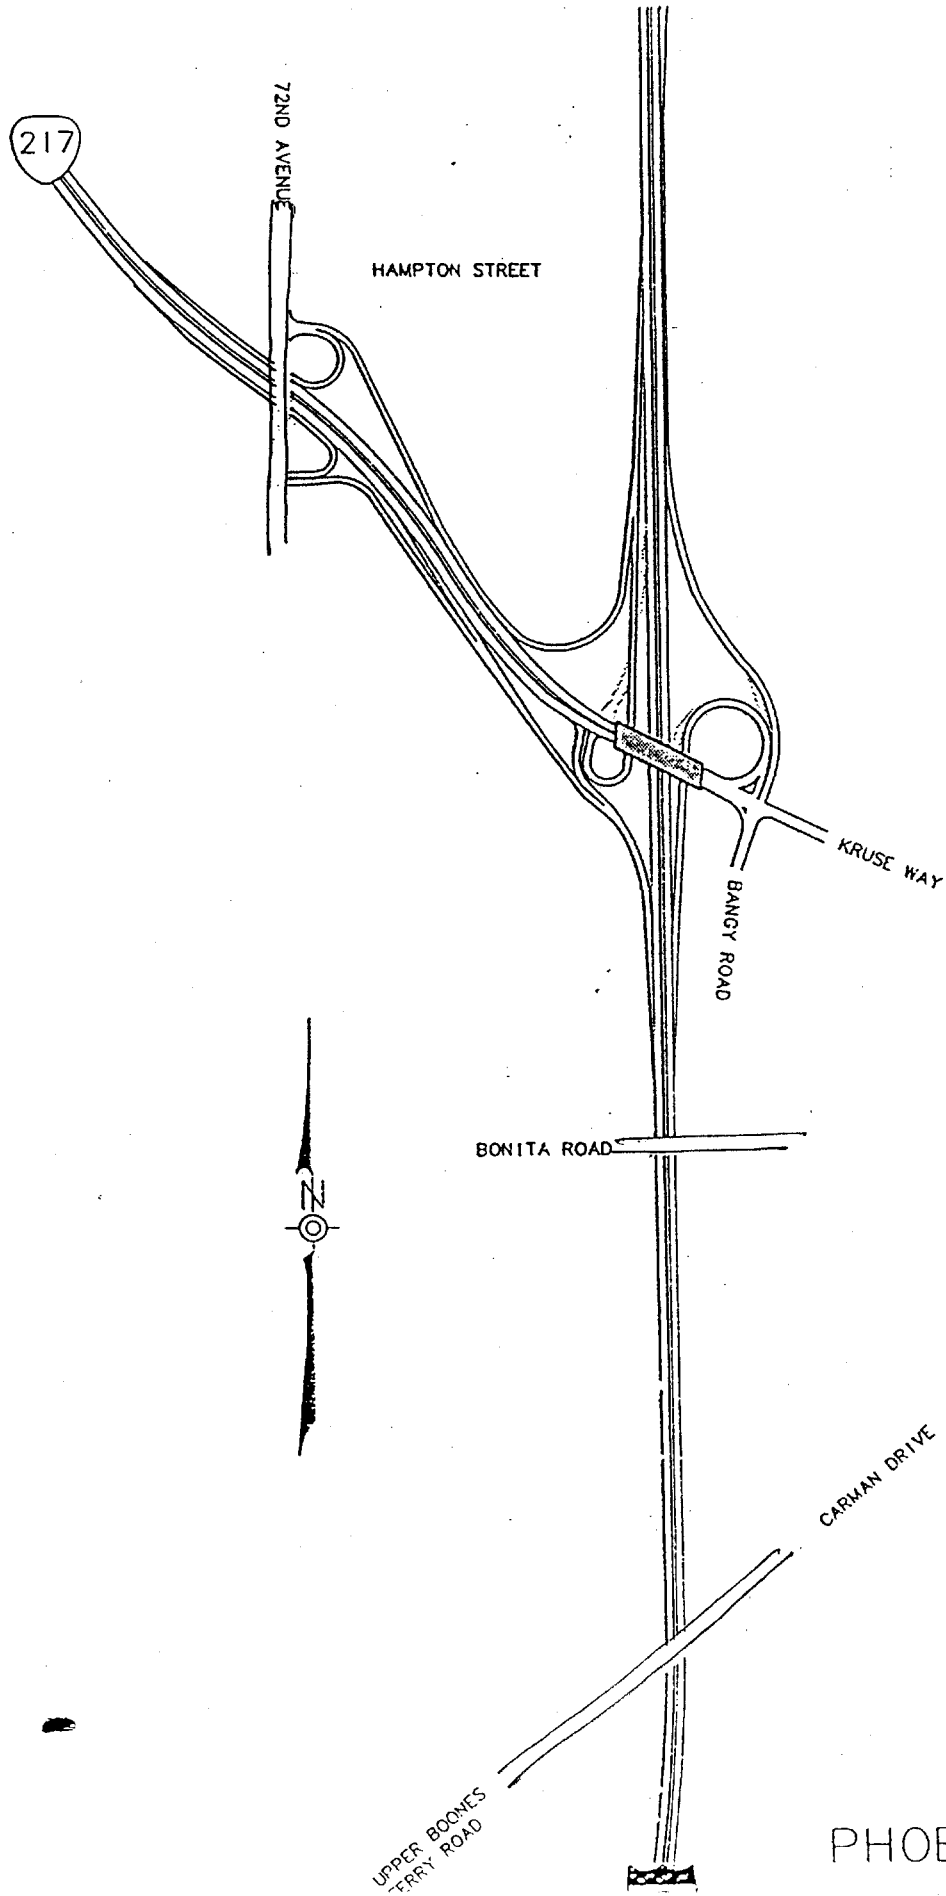 217
72ND AVENUE
HAMPTON STREET
KRUSE WAY
BANGY ROAD
N
BONITA ROAD
CARMAN DRIVE
UPPER BOONES
FERRY ROAD
PHOE